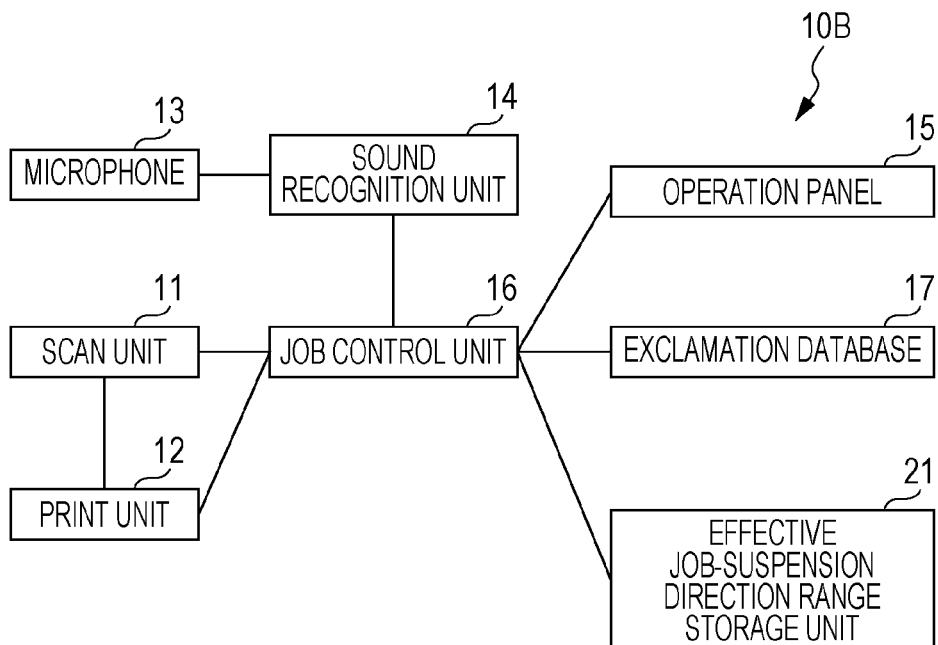 10B
13
MICROPHONE
14
SOUND
RECOGNITION UNIT
15
OPERATION PANEL
11
SCAN UNIT
16
JOB CONTROL UNIT
17
EXCLAMATION DATABASE
12
PRINT UNIT
21
EFFECTIVE
JOB-SUSPENSION
DIRECTION RANGE
STORAGE UNIT